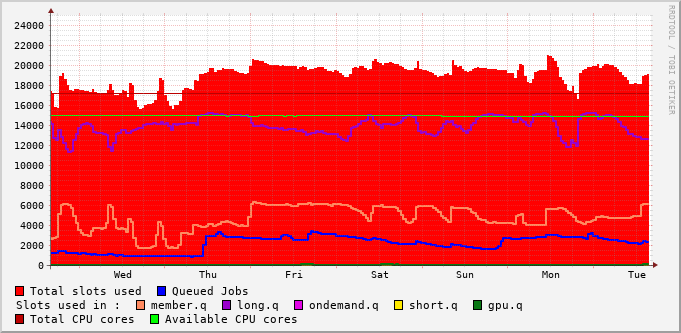 RRDTOOL / TOBI OETIKER
24000
22000
20000
18000
16000
14000
12000
10000
8000
6000
4000
2000
0
Wed Thu Fri Sat Sun Mon Tue
Total slots used Queued Jobs
Slots used in : member.q long.q ondemand.q short.q gpu.q
Total CPU cores Available CPU cores